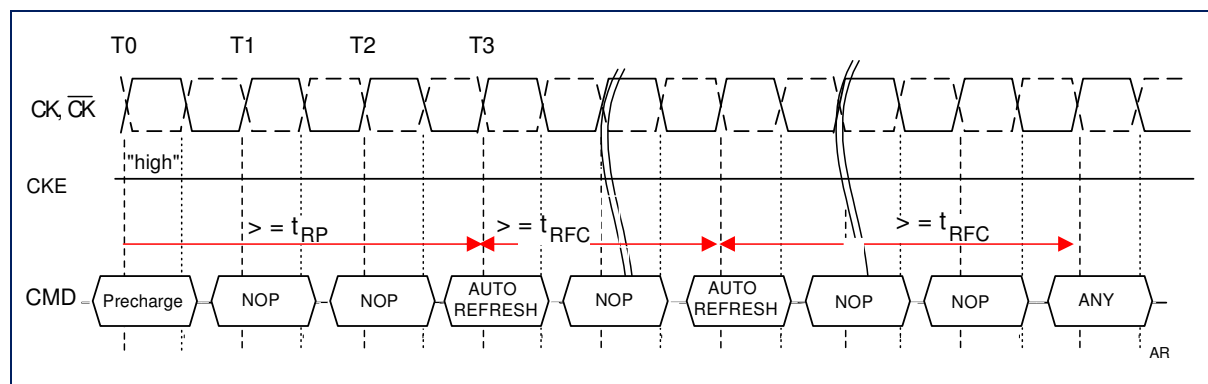 T0 T1 T2 T3
CK, C̅K̅
"high"
CKE
> = tRP > = tRFC > = tRFC
CMD Precharge NOP NOP AUTO REFRESH NOP AUTO REFRESH NOP NOP ANY
AR